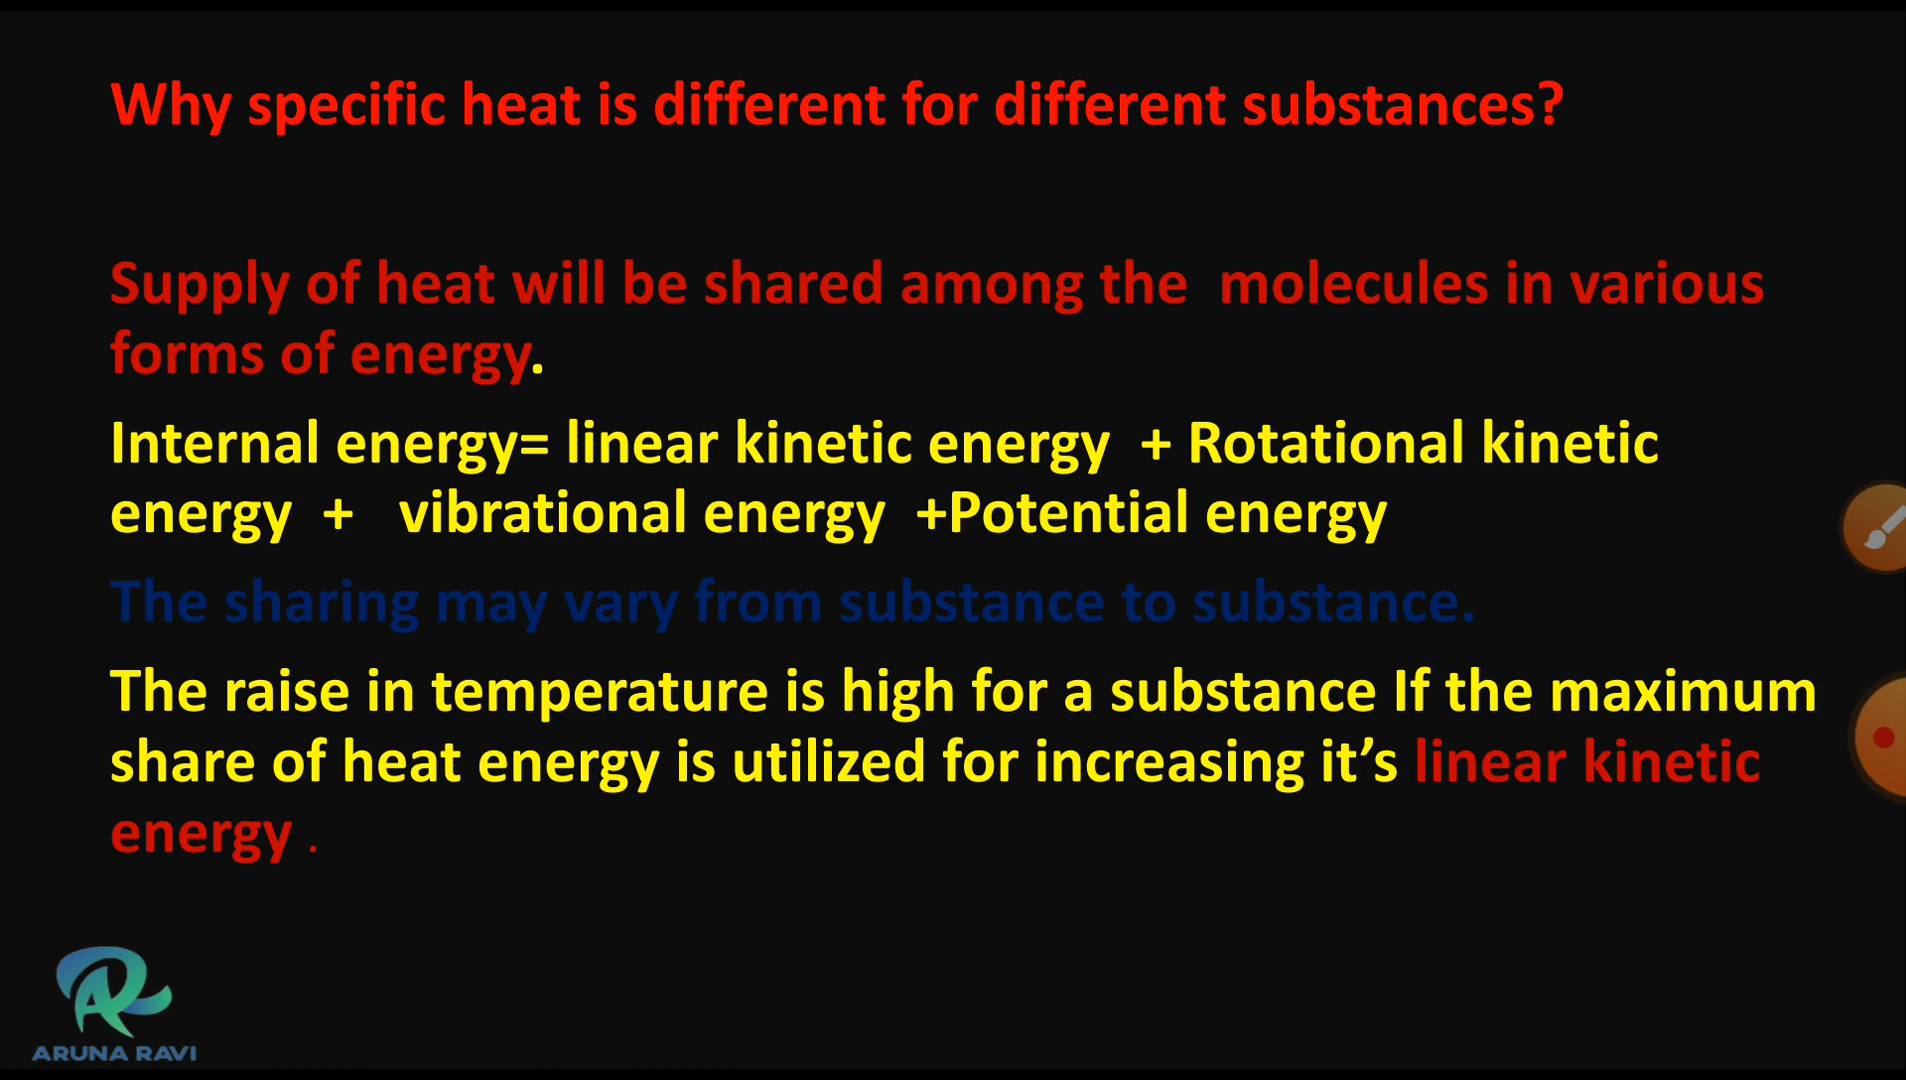 Why specific heat is different for different substances?
Supply of heat will be shared among the  molecules in various
forms of energy.
Internal energy= linear kinetic energy  + Rotational kinetic
energy  +   vibrational energy  +Potential energy
The sharing may vary from substance to substance.
The raise in temperature is high for a substance If the maximum
share of heat energy is utilized for increasing it’s linear kinetic
energy .
ARUNA RAVI